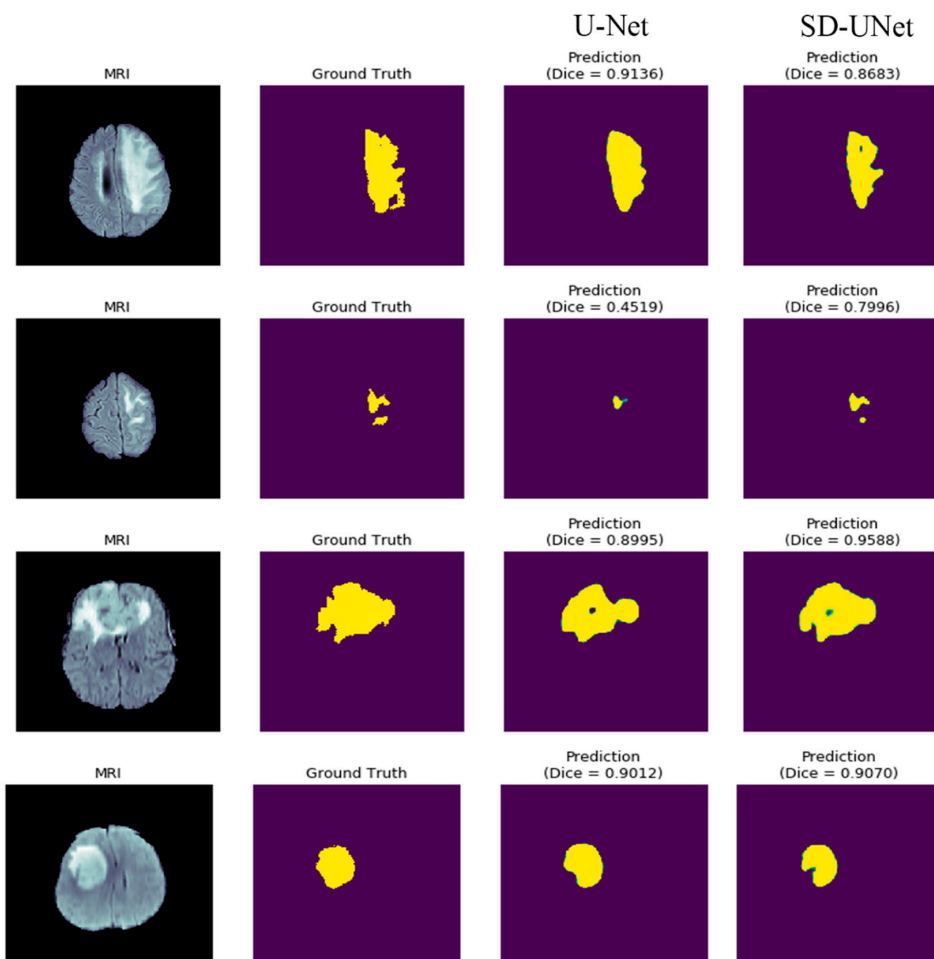 U-Net
SD-UNet
MRI
Ground Truth
Prediction
(Dice = 0.9136)
Prediction
(Dice = 0.8683)
MRI
Ground Truth
Prediction
(Dice = 0.4519)
Prediction
(Dice = 0.7996)
MRI
Ground Truth
Prediction
(Dice = 0.8995)
Prediction
(Dice = 0.9588)
MRI
Ground Truth
Prediction
(Dice = 0.9012)
Prediction
(Dice = 0.9070)